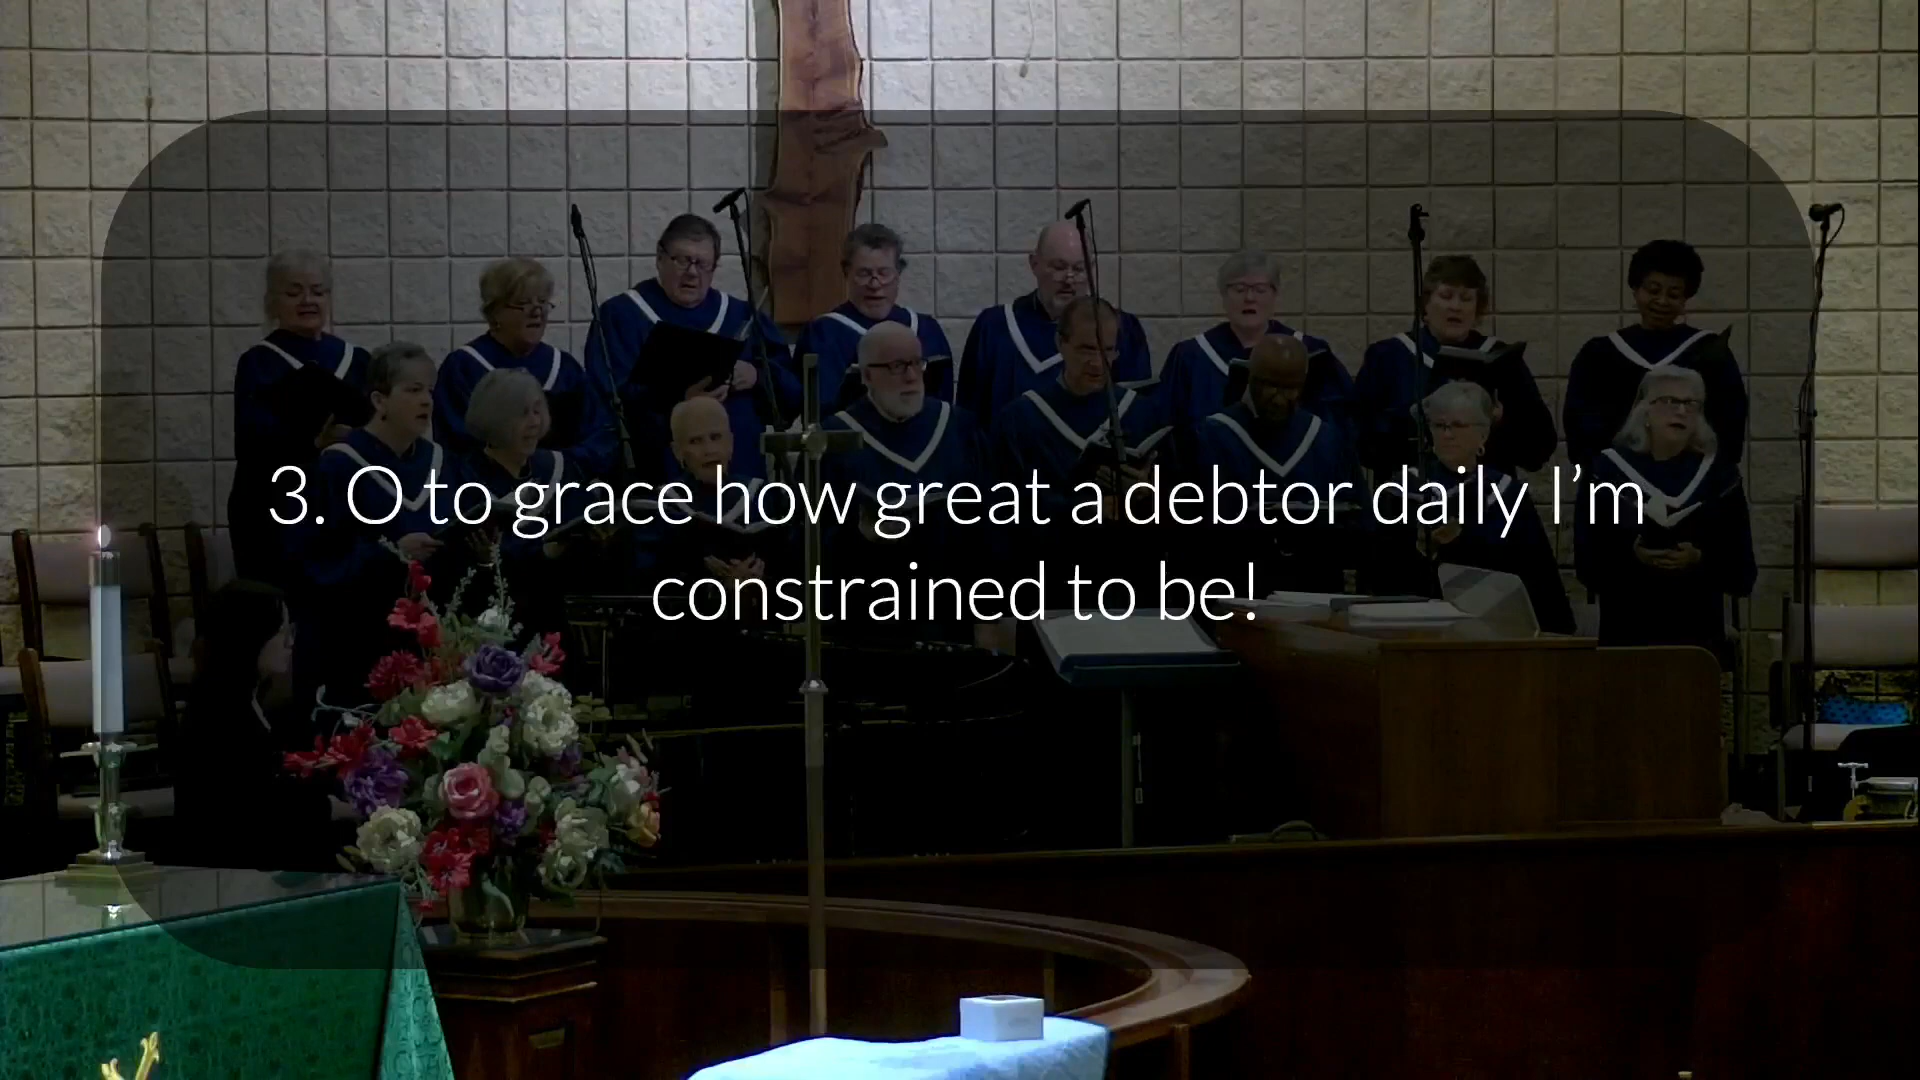 3. O to grace how great a debtor daily I’m
constrained to be!